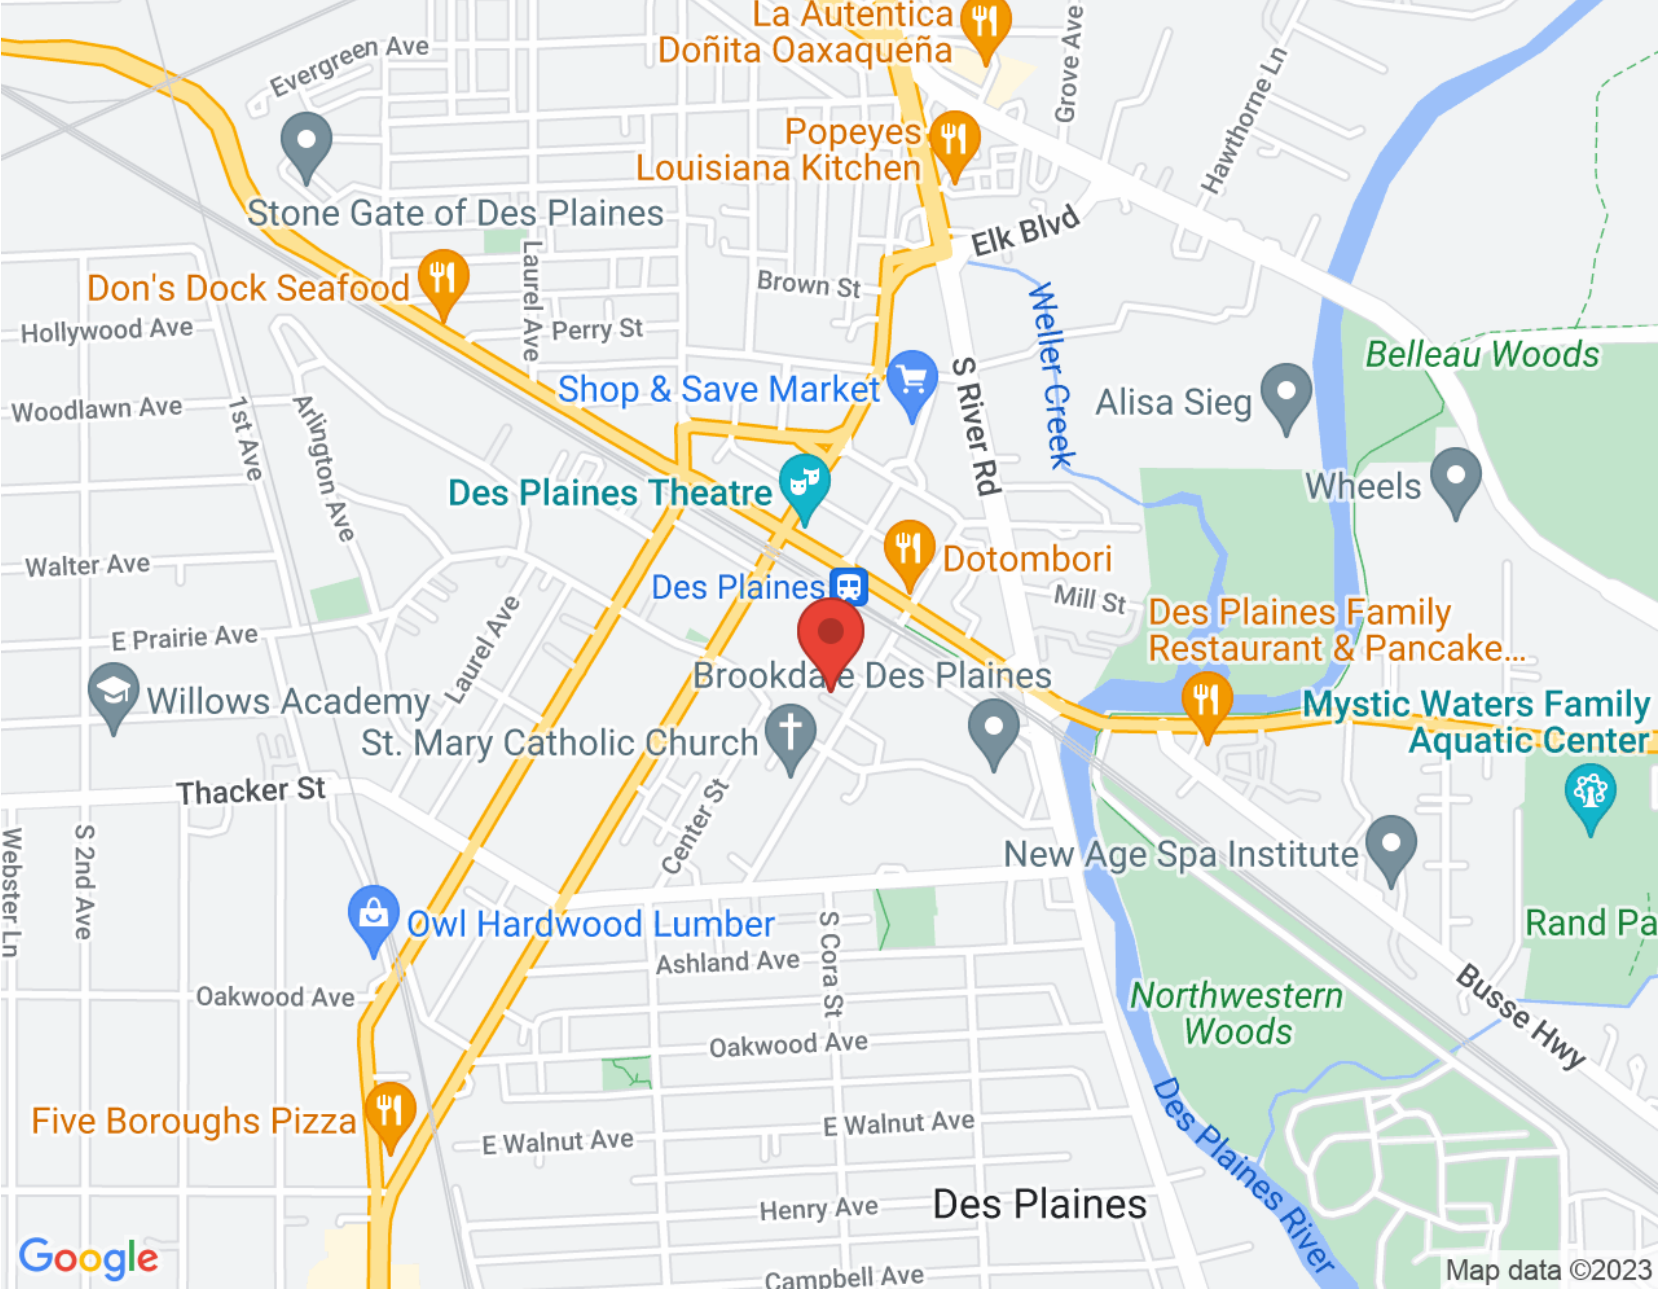 La Autentica
Doñita Oaxaqueña
Grove Ave
Evergreen Ave
Hawthorne Ln
Popeyes
Louisiana Kitchen
Stone Gate of Des Plaines
Elk Blvd
Laurel Ave
Don's Dock Seafood
Brown St
Weller Creek
Hollywood Ave
Perry St
Belleau Woods
S River Rd
Shop & Save Market
Alisa Sieg
Woodlawn Ave
1st Ave
Arlington Ave
Des Plaines Theatre
Wheels
Dotombori
Walter Ave
Des Plaines
Mill St
Des Plaines Family
Restaurant & Pancake...
E Prairie Ave
Laurel Ave
Brookdale Des Plaines
Willows Academy
Mystic Waters Family
Aquatic Center
St. Mary Catholic Church
Thacker St
Center St
Webster Ln
S 2nd Ave
New Age Spa Institute
Owl Hardwood Lumber
S Cora St
Rand Pa
Ashland Ave
Oakwood Ave
Northwestern
Woods
Busse Hwy
Oakwood Ave
Five Boroughs Pizza
E Walnut Ave
E Walnut Ave
Des Plaines River
Henry Ave
Des Plaines
Google
Campbell Ave
Map data ©2023